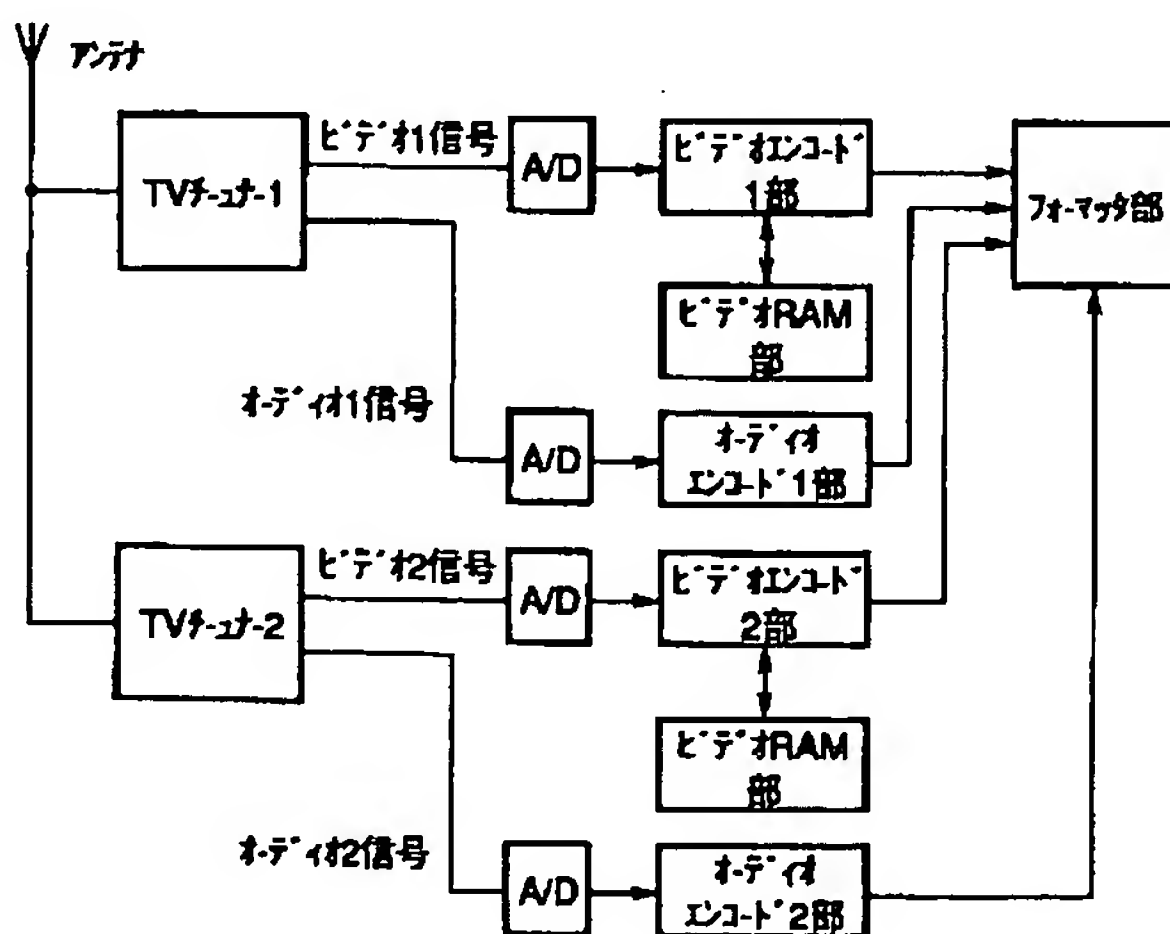 アンテナ
TVチューナー1
ビデオ1信号
A/D
ビデオエンコード
1部
フォーマッタ部
ビデオRAM
部
オーディオ1信号
A/D
オーディオ
エンコード1部
TVチューナー2
ビデオ2信号
A/D
ビデオエンコード
2部
ビデオRAM
部
オーディオ2信号
A/D
オーディオ
エンコード2部